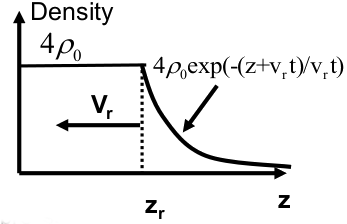 Density
4ρ₀
4ρ₀exp(-(z+vᵣt)/vᵣt)
Vᵣ
zᵣ
z